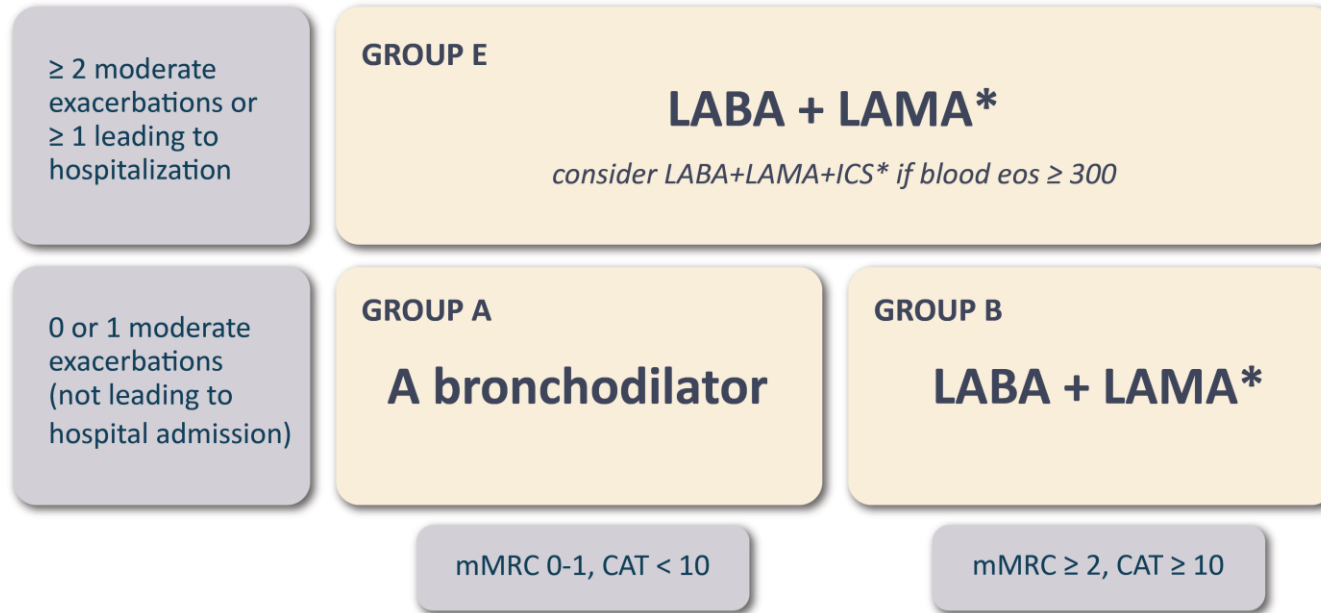 ≥ 2 moderate
exacerbations or
≥ 1 leading to
hospitalization
GROUP E
LABA + LAMA*
consider LABA+LAMA+ICS* if blood eos ≥ 300
0 or 1 moderate
exacerbations
(not leading to
hospital admission)
GROUP A
A bronchodilator
GROUP B
LABA + LAMA*
mMRC 0-1, CAT < 10
mMRC ≥ 2, CAT ≥ 10